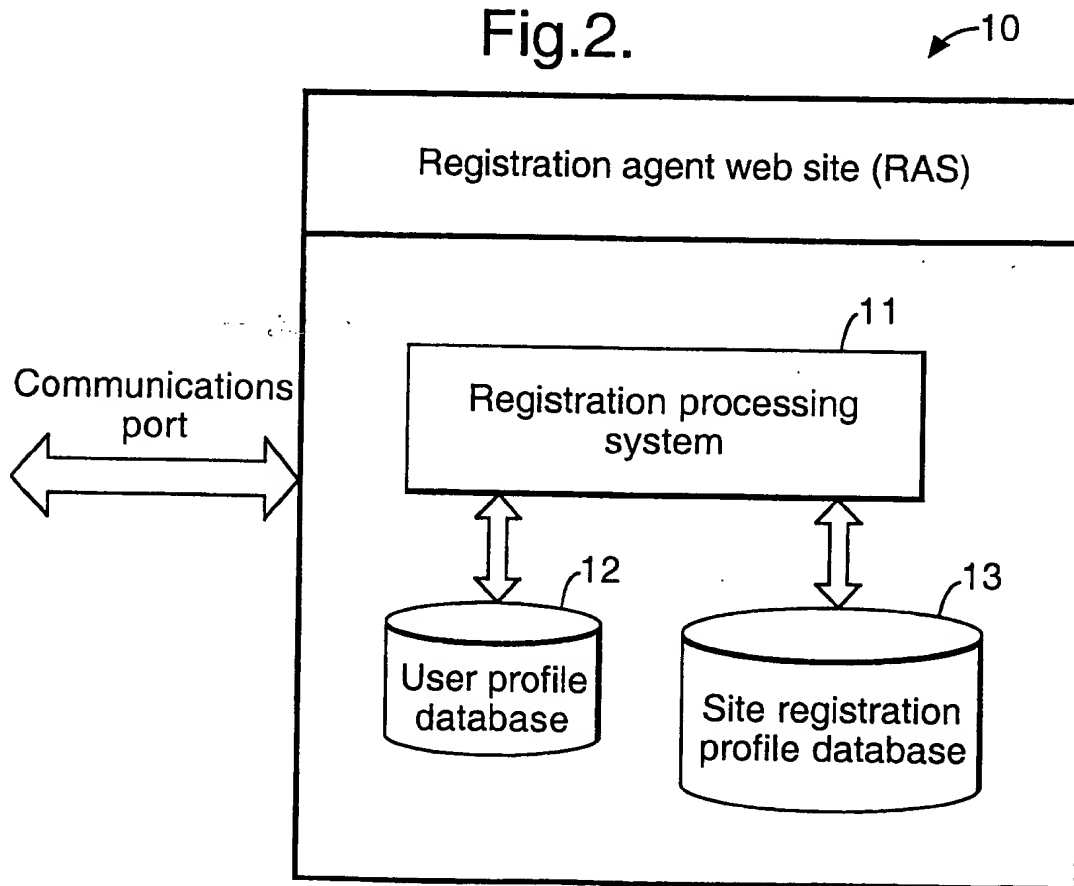 Fig.2.
10
Registration agent web site (RAS)
11
Registration processing
system
Communications
port
12
13
User profile
database
Site registration
profile database